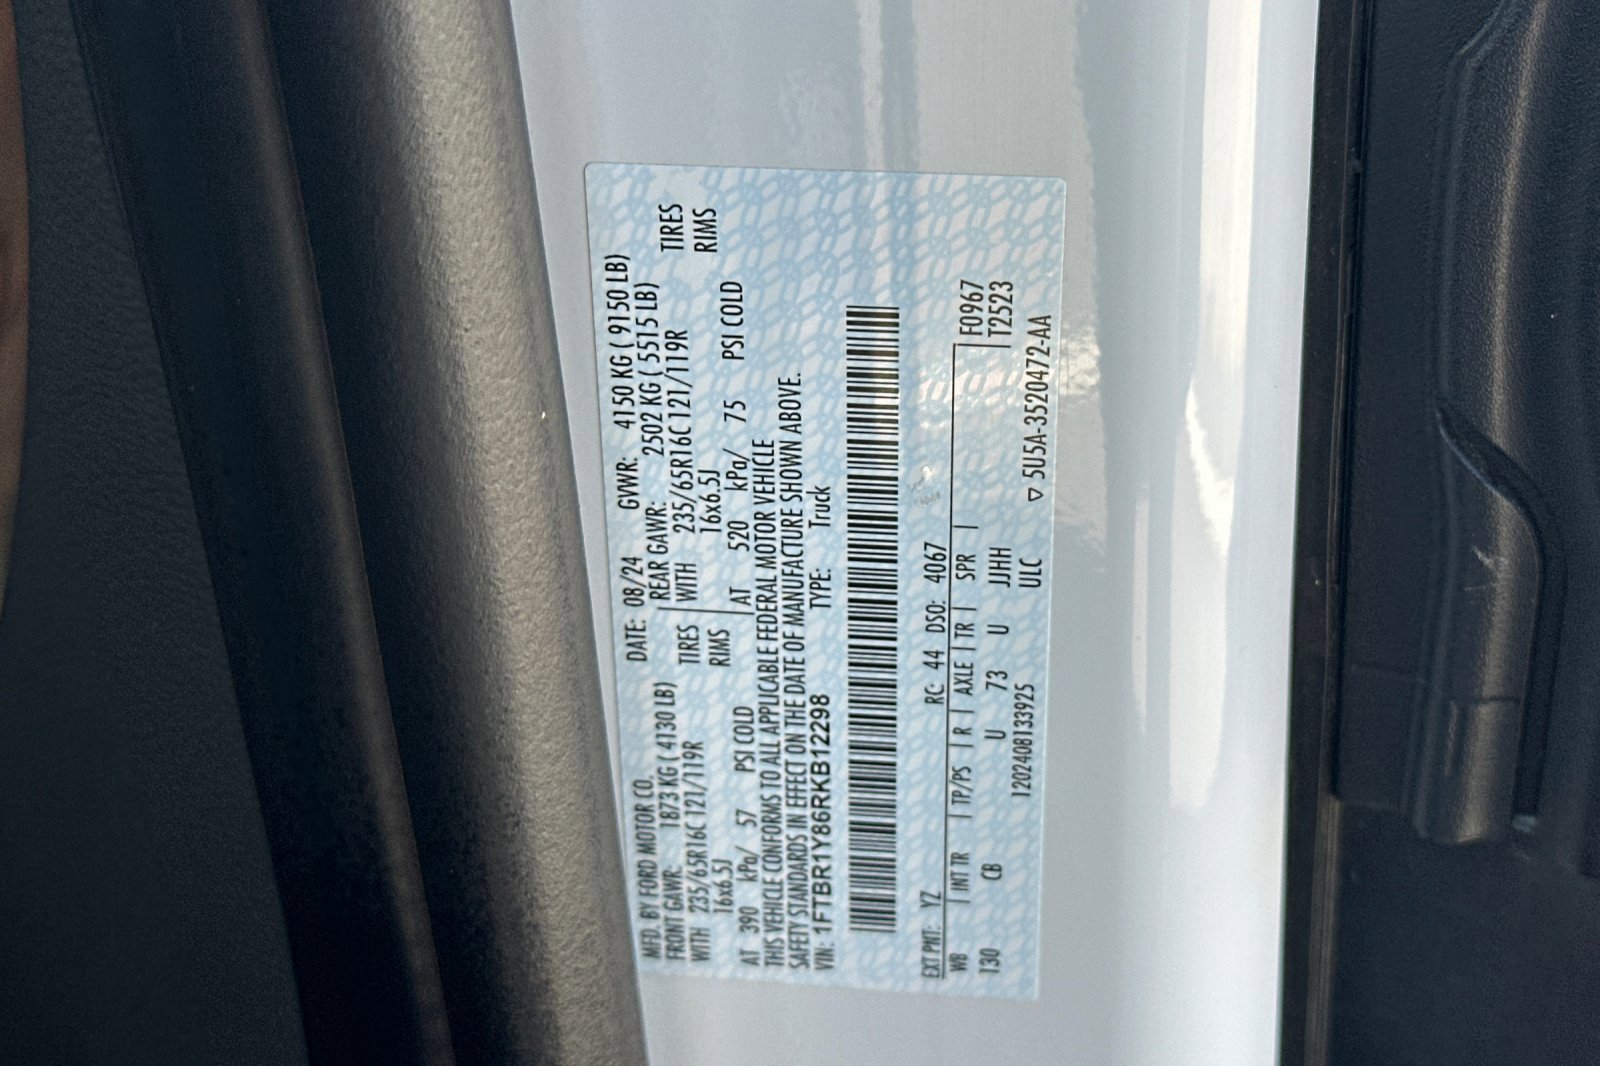 MFD. BY FORD MOTOR CO. DATE: 08/24 GVWR: 4150 KG ( 9150 LB)
FRONT GAWR: 1873 KG ( 4130 LB) REAR GAWR: 2502 KG ( 5515 LB)
WITH 235/65R16C 121/119R TIRES WITH 235/65R16C 121/119R TIRES
16x6.5J RIMS 16x6.5J RIMS
AT 390 kPa/ 57 PSI COLD AT 520 kPa/ 75 PSI COLD
THIS VEHICLE CONFORMS TO ALL APPLICABLE FEDERAL MOTOR VEHICLE
SAFETY STANDARDS IN EFFECT ON THE DATE OF MANUFACTURE SHOWN ABOVE.
VIN: 1FTBR1Y86RKB12298 TYPE: Truck
EXT PNT: YZ RC: 44 DSO: 4067
WB INT TR TP/PS R AXLE TR SPR F0967
130 CB U 73 U JJHH T2523
120240813392​5 ULC
▽ 5U5A-3520472-AA